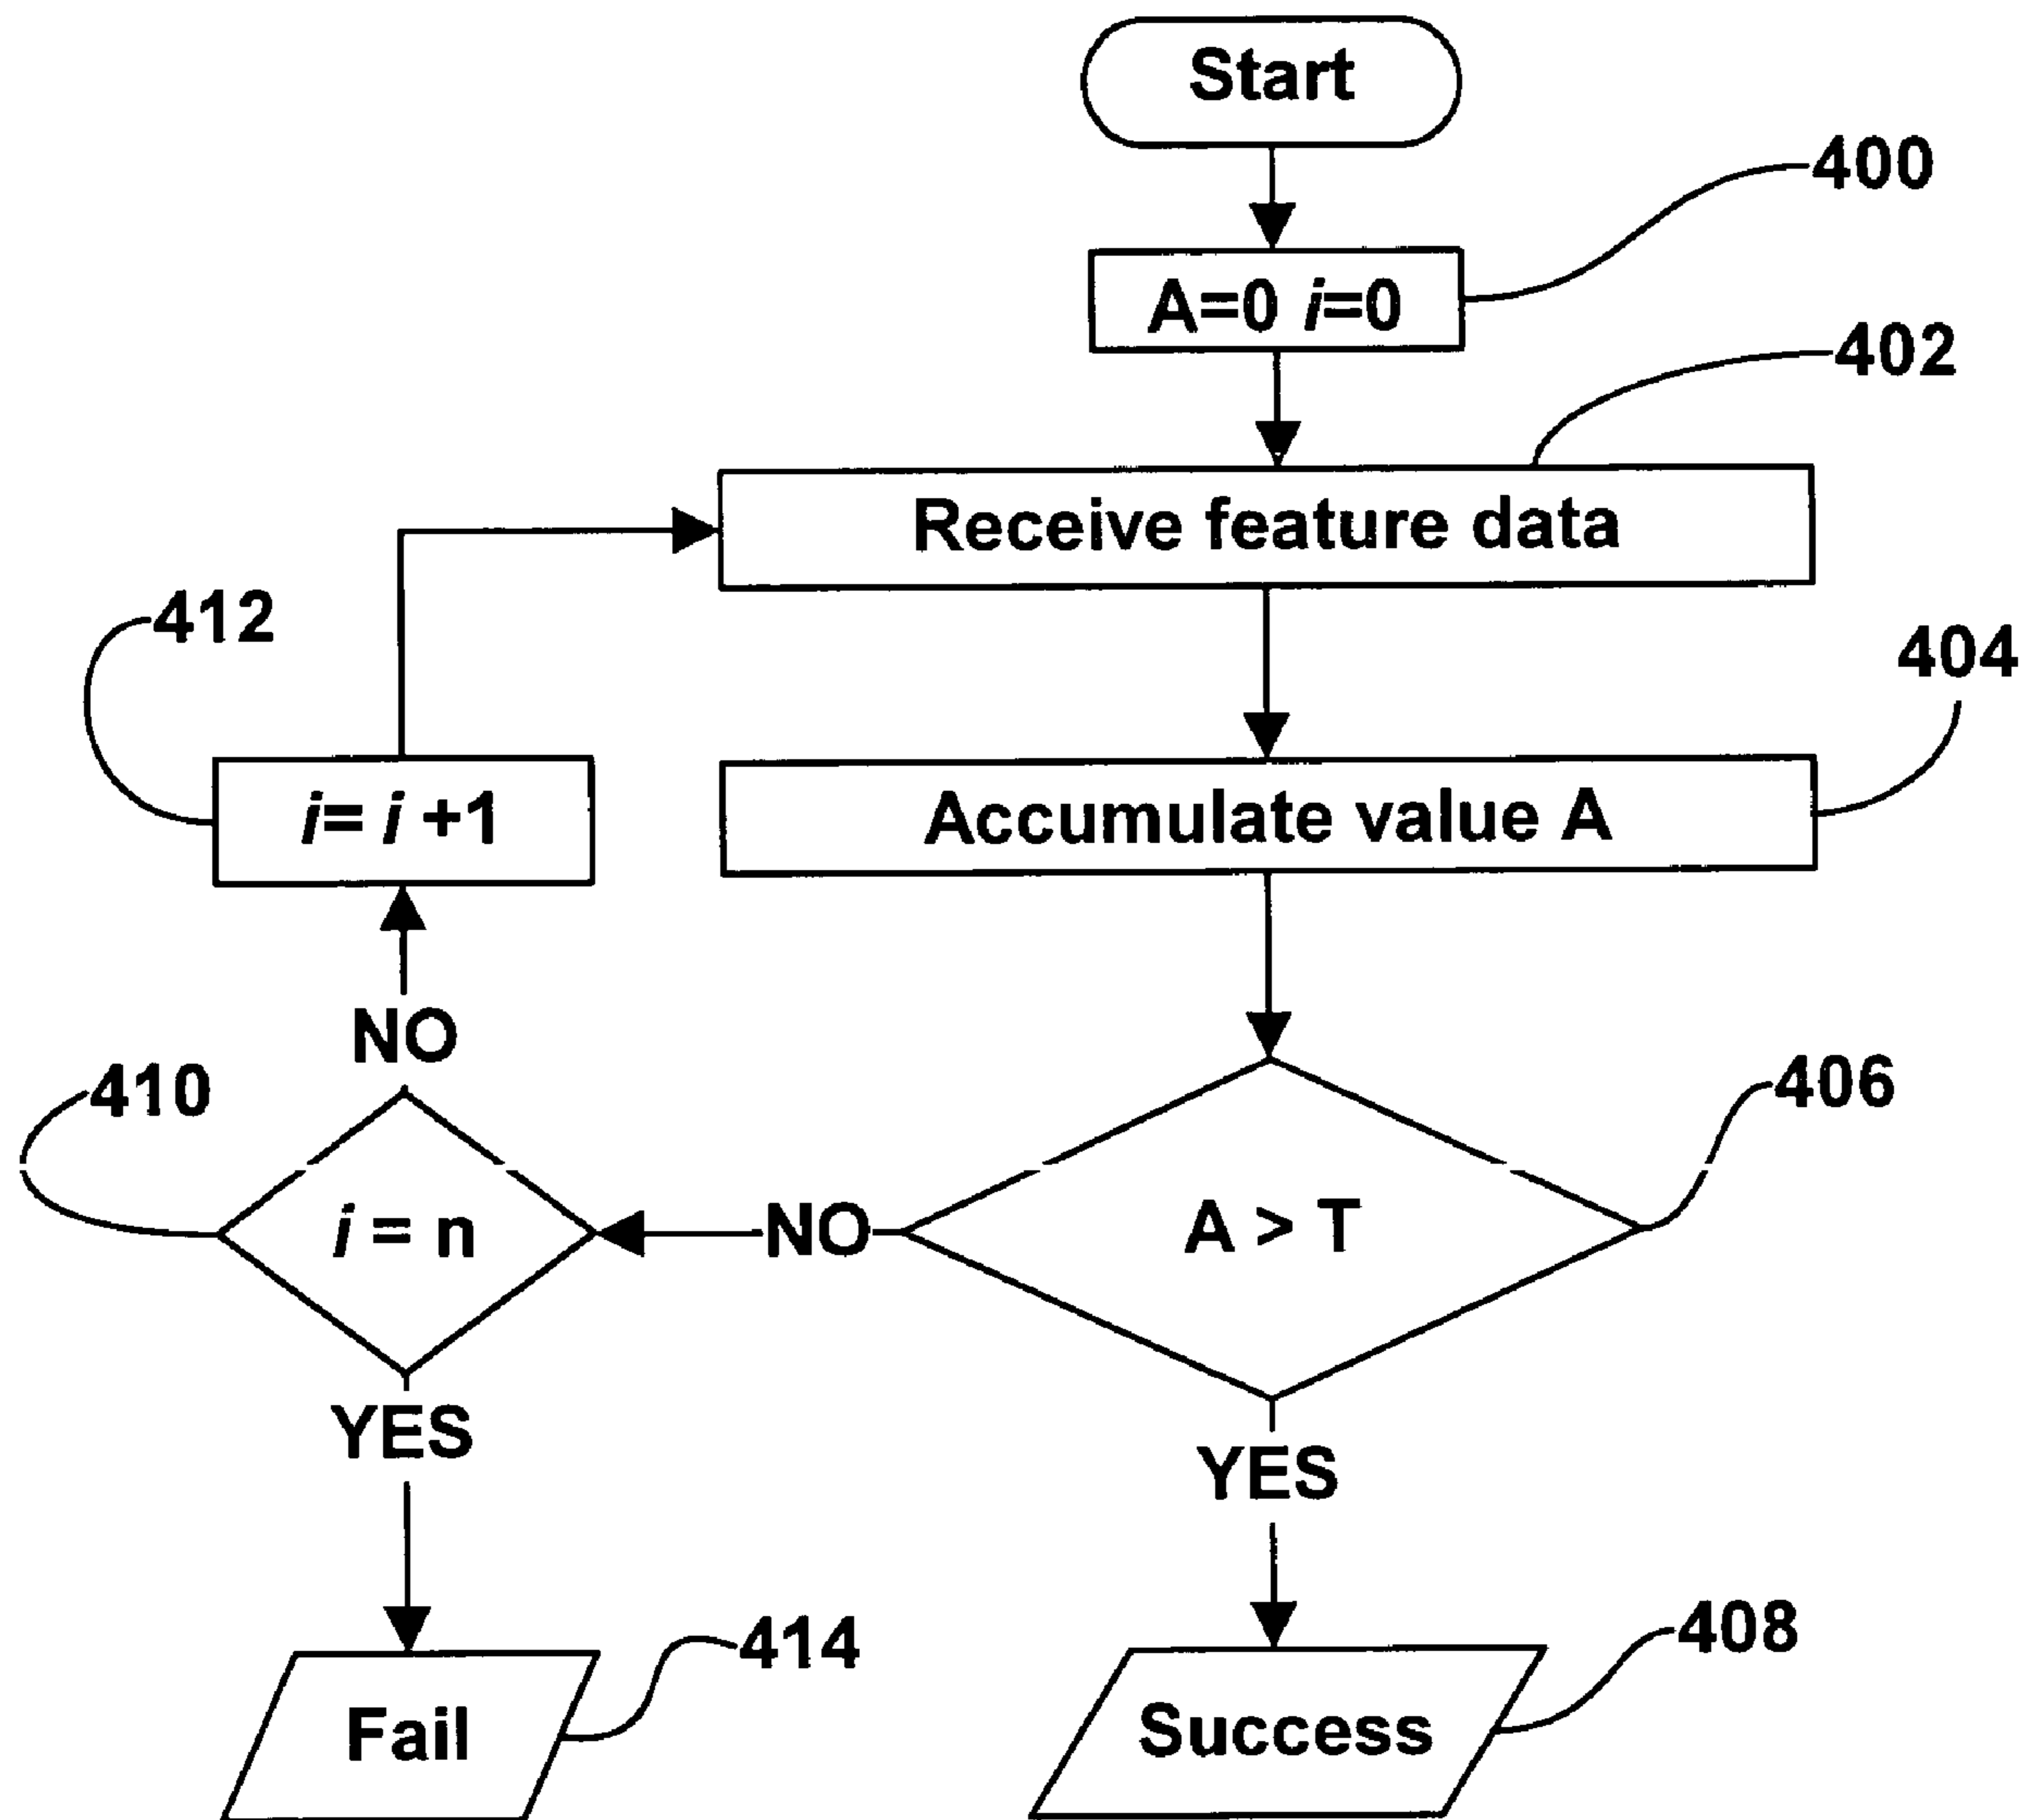 Start
400
A=0 i=0
402
Receive feature data
412
404
i= i +1
Accumulate value A
NO
410
406
i = n
NO
A > T
YES
YES
414
408
Fail
Success